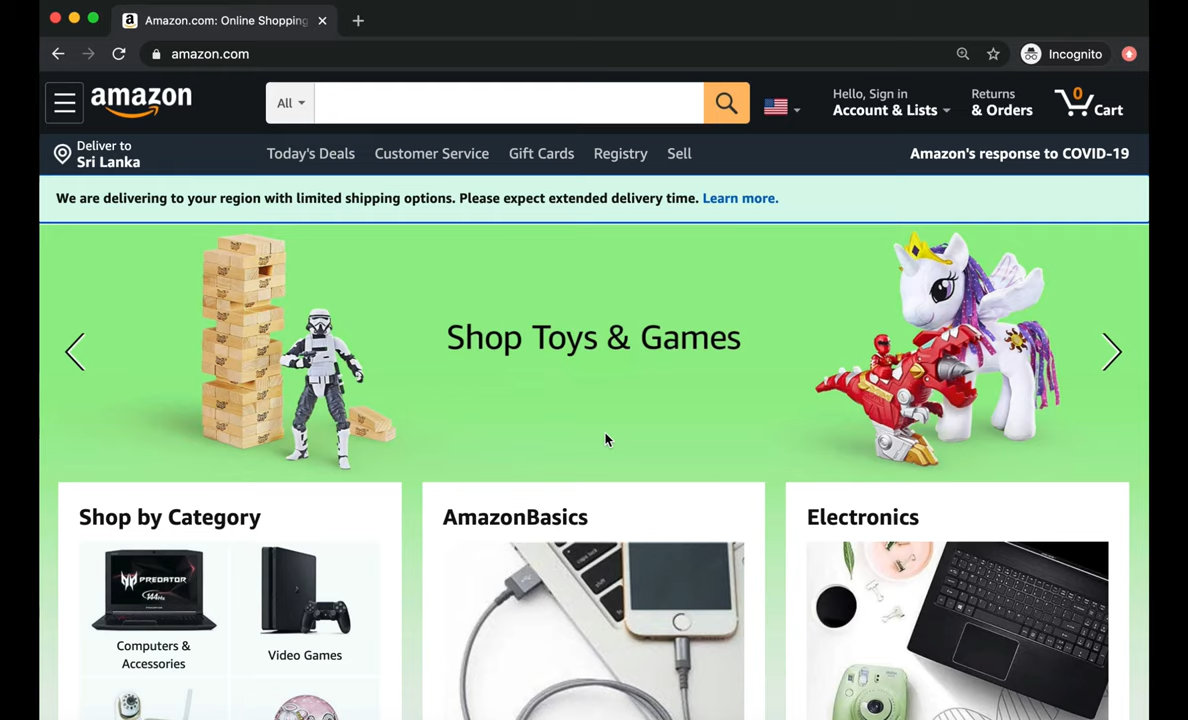 Amazon.com: Online Shopping
amazon.com
Incognito
amazon
All
Hello, Sign in
Account & Lists
Returns
& Orders
0
Cart
Deliver to
Sri Lanka
Today's Deals
Customer Service
Gift Cards
Registry
Sell
Amazon's response to COVID-19
We are delivering to your region with limited shipping options. Please expect extended delivery time. Learn more.
Shop Toys & Games
Shop by Category
AmazonBasics
Electronics
PREDATOR
144Hz
Computers &
Accessories
Video Games